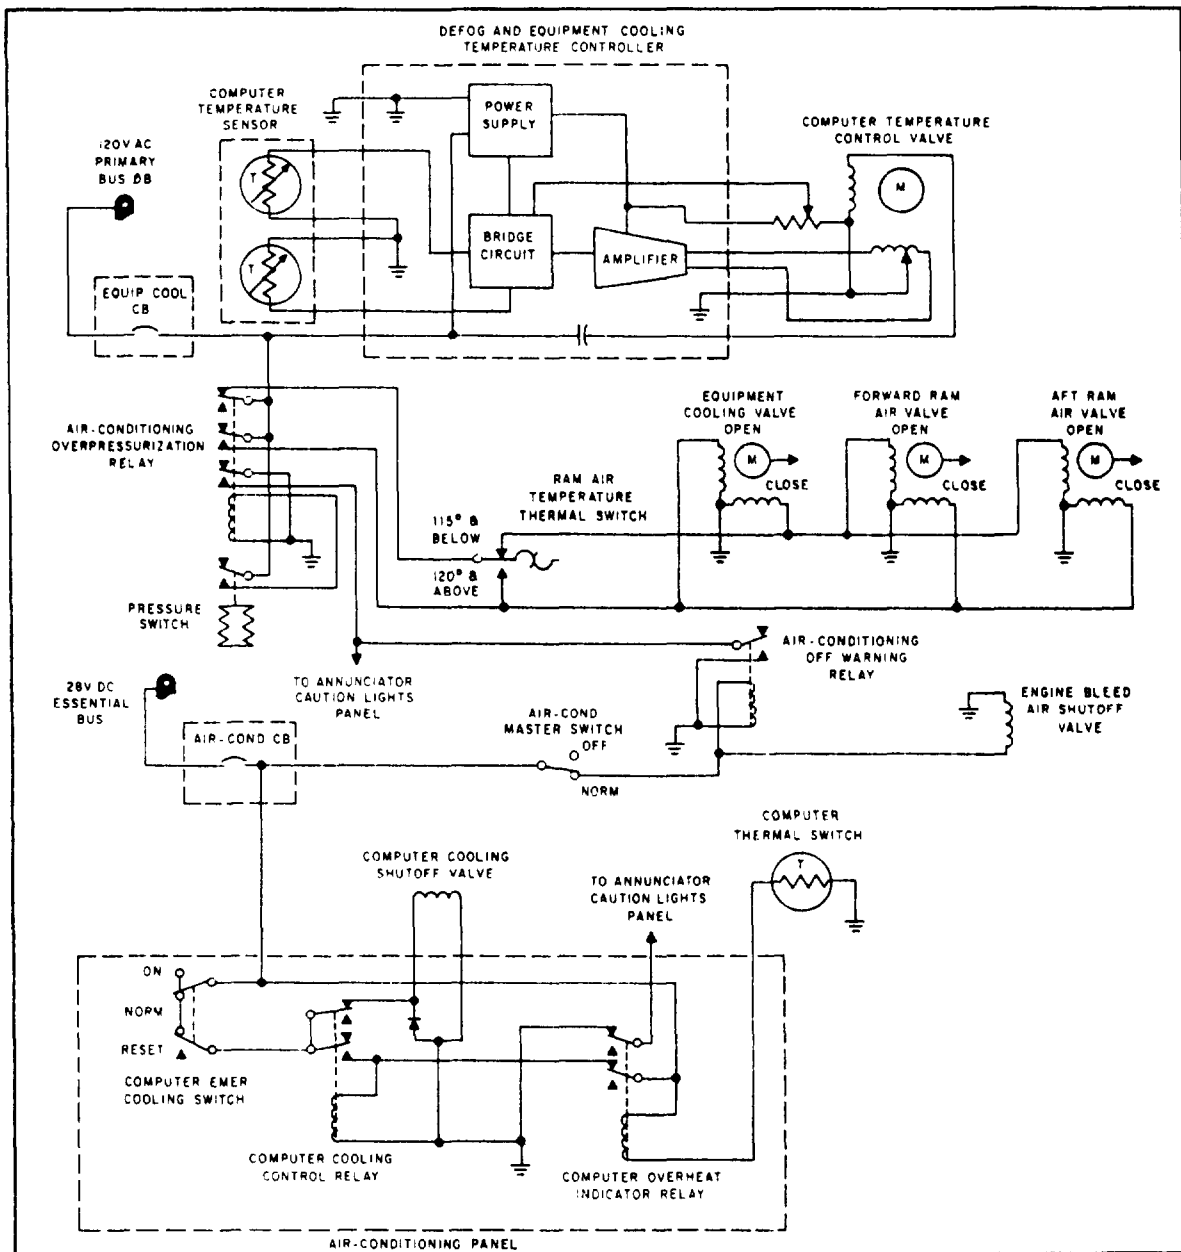 DEFOG AND EQUIPMENT COOLING
TEMPERATURE CONTROLLER
COMPUTER
TEMPERATURE
SENSOR
POWER
SUPPLY
COMPUTER TEMPERATURE
CONTROL VALVE
120V AC
PRIMARY
BUS ØB
T
M
BRIDGE
CIRCUIT
AMPLIFIER
T
EQUIP COOL
CB
EQUIPMENT
COOLING VALVE
OPEN
FORWARD RAM
AIR VALVE
OPEN
AFT RAM
AIR VALVE
OPEN
AIR-CONDITIONING
OVERPRESSURIZATION
RELAY
M
M
M
CLOSE
CLOSE
CLOSE
RAM AIR
TEMPERATURE
THERMAL SWITCH
115° &
BELOW
120° &
ABOVE
PRESSURE
SWITCH
AIR-CONDITIONING
OFF WARNING
RELAY
TO ANNUNCIATOR
CAUTION LIGHTS
PANEL
28V DC
ESSENTIAL
BUS
ENGINE BLEED
AIR SHUTOFF
VALVE
AIR-COND
MASTER SWITCH
OFF
AIR-COND CB
NORM
COMPUTER
THERMAL SWITCH
COMPUTER COOLING
SHUTOFF VALVE
T
TO ANNUNCIATOR
CAUTION LIGHTS
PANEL
ON
NORM
RESET
COMPUTER EMER
COOLING SWITCH
COMPUTER COOLING
CONTROL RELAY
COMPUTER OVERHEAT
INDICATOR RELAY
AIR-CONDITIONING PANEL